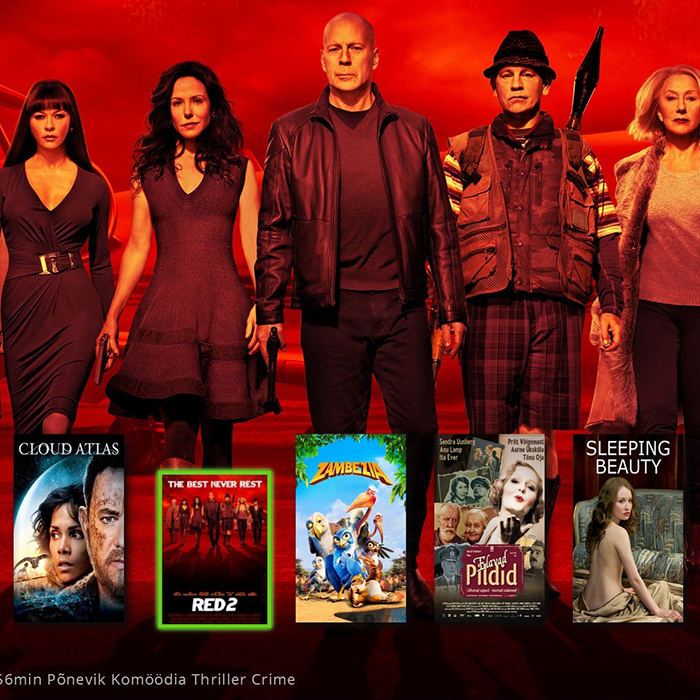 CLOUD ATLAS
THE BEST NEVER REST
RED 2
ZAMBEZIA
Sandra Uusberg
Anu Lamp
Ita Ever
Priit Võigemast
Aarne Üksküla
Tõnu Oja
Elavad
Pildid
SLEEPING
BEAUTY
56min Põnevik Komöödia Thriller Crime